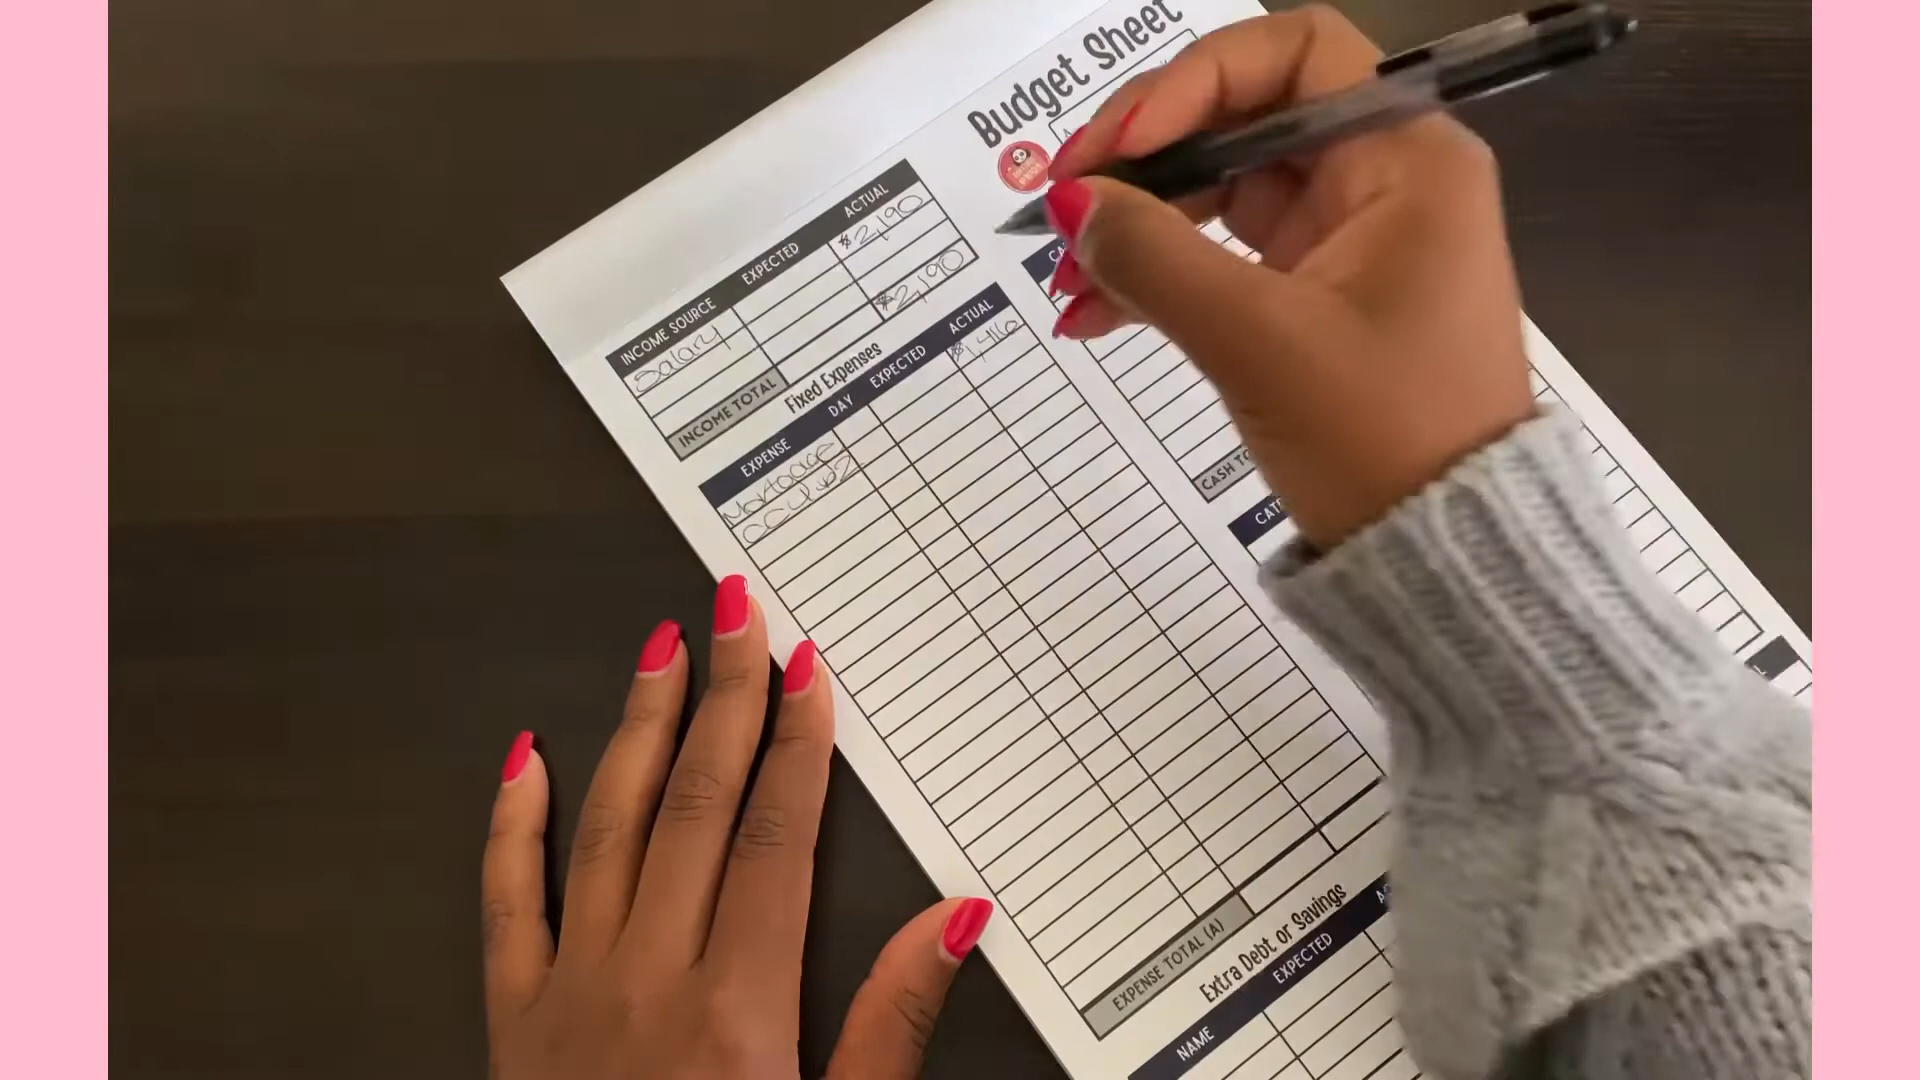 Budget Sheet
INCOME SOURCE EXPECTED ACTUAL
Salary $2,190
INCOME TOTAL $2,190
Fixed Expenses
EXPENSE DAY EXPECTED ACTUAL
Mortgage $1,416
EXPENSE TOTAL (A)
Extra Debt or Savings
NAME EXPECTED
CASH